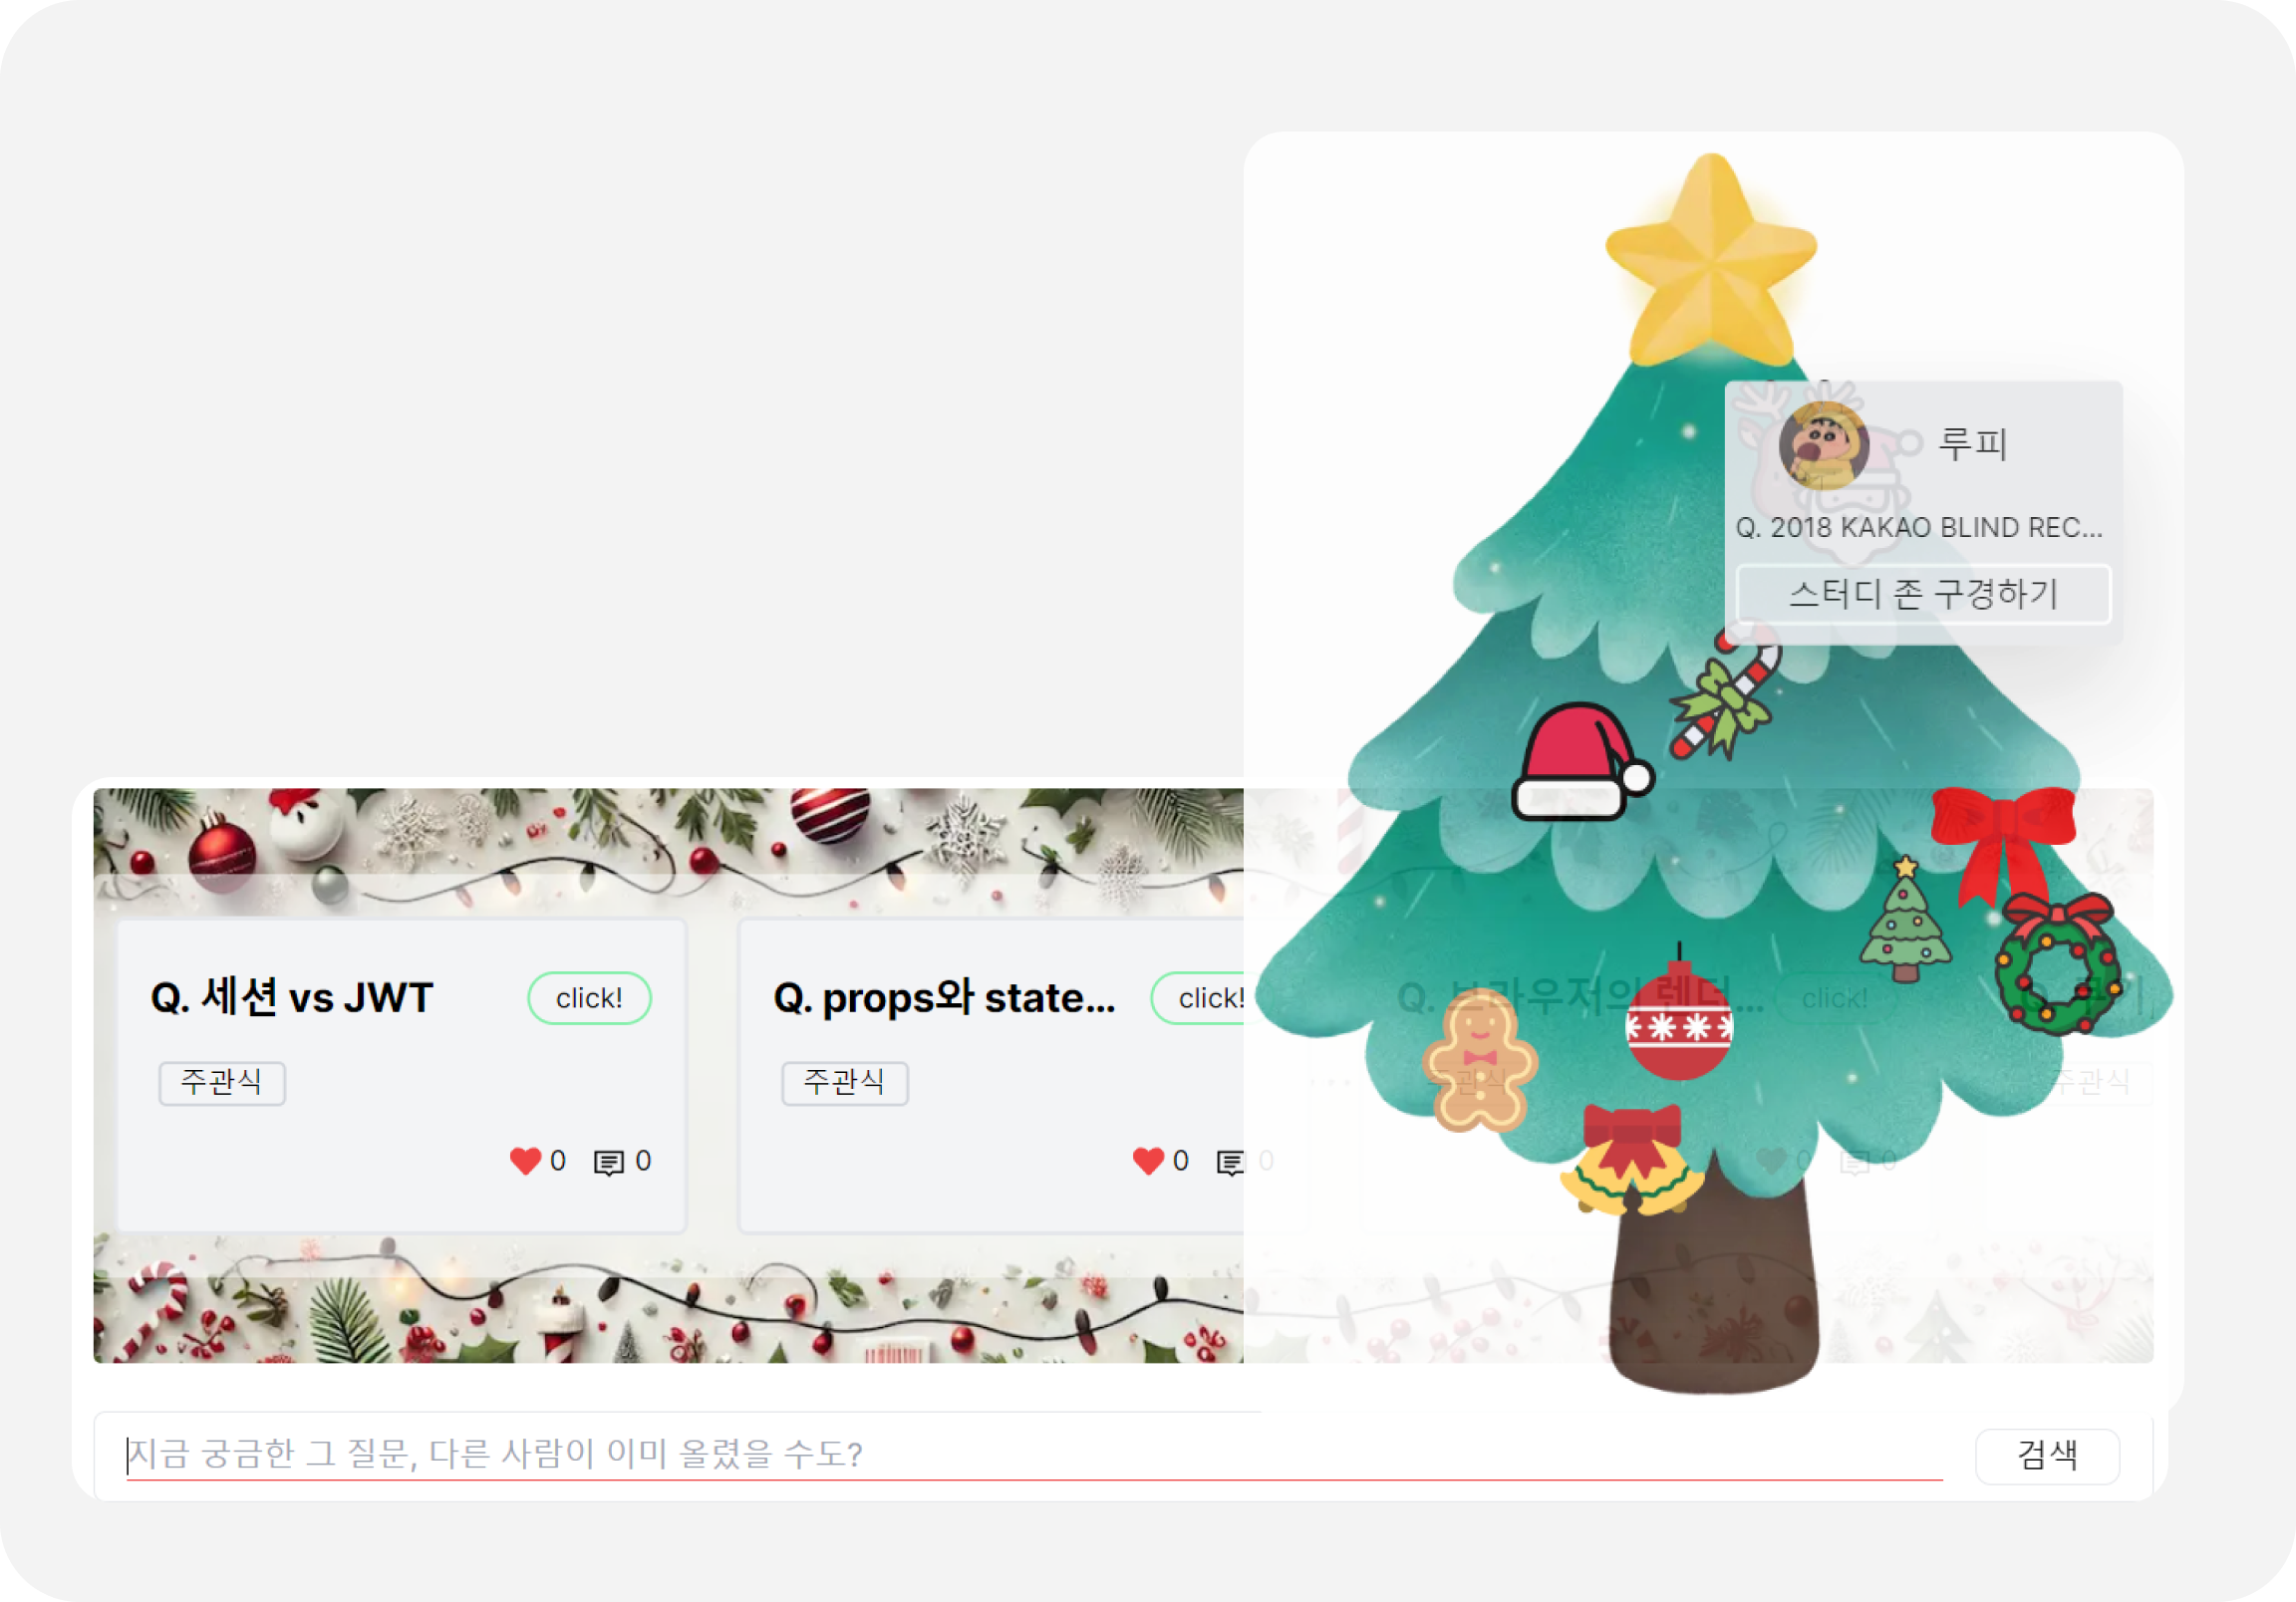 루피
Q. 2018 KAKAO BLIND REC...
스터디 존 구경하기
Q. 세션 vs JWT
click!
주관식
0 0
Q. props와 state...
click!
주관식
0 0
Q. 브라우저의 렌더...
click!
주관식
0 0
주관식
지금 궁금한 그 질문, 다른 사람이 이미 올렸을 수도?
검색